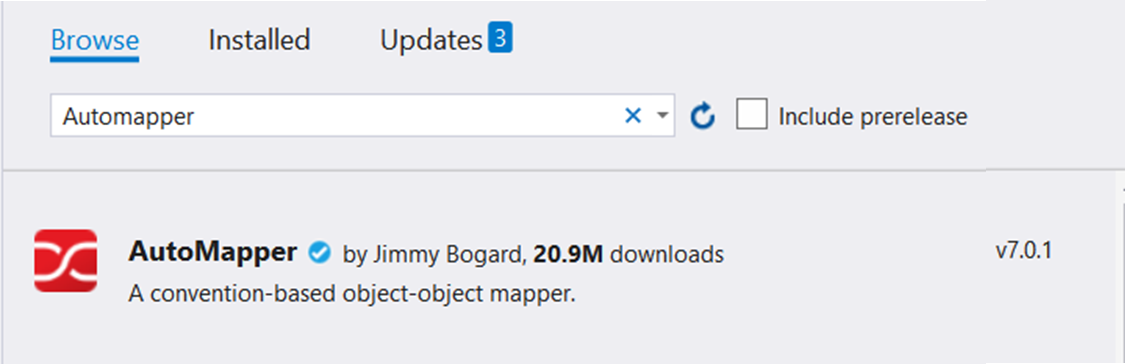 Browse Installed Updates 3
Automapper Include prerelease
AutoMapper by Jimmy Bogard, 20.9M downloads v7.0.1
A convention-based object-object mapper.